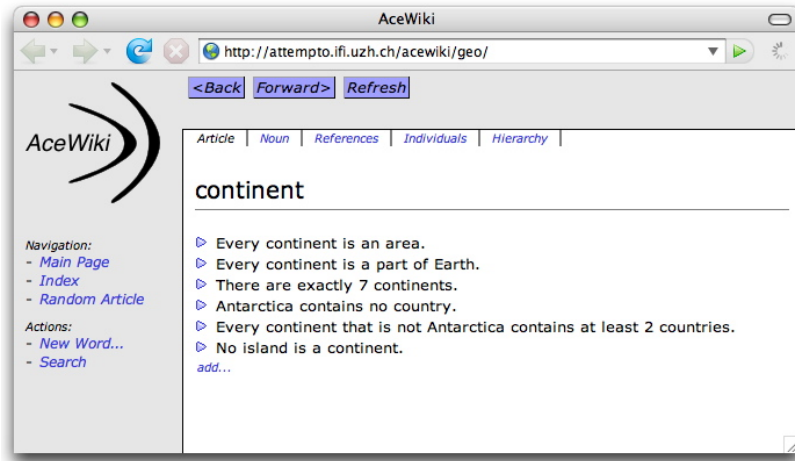 AceWiki
http://attempto.ifi.uzh.ch/acewiki/geo/
<Back Forward> Refresh
AceWiki
Article Noun References Individuals Hierarchy
continent
Navigation:
- Main Page
- Index
- Random Article
Actions:
- New Word...
- Search
Every continent is an area.
Every continent is a part of Earth.
There are exactly 7 continents.
Antarctica contains no country.
Every continent that is not Antarctica contains at least 2 countries.
No island is a continent.
add...